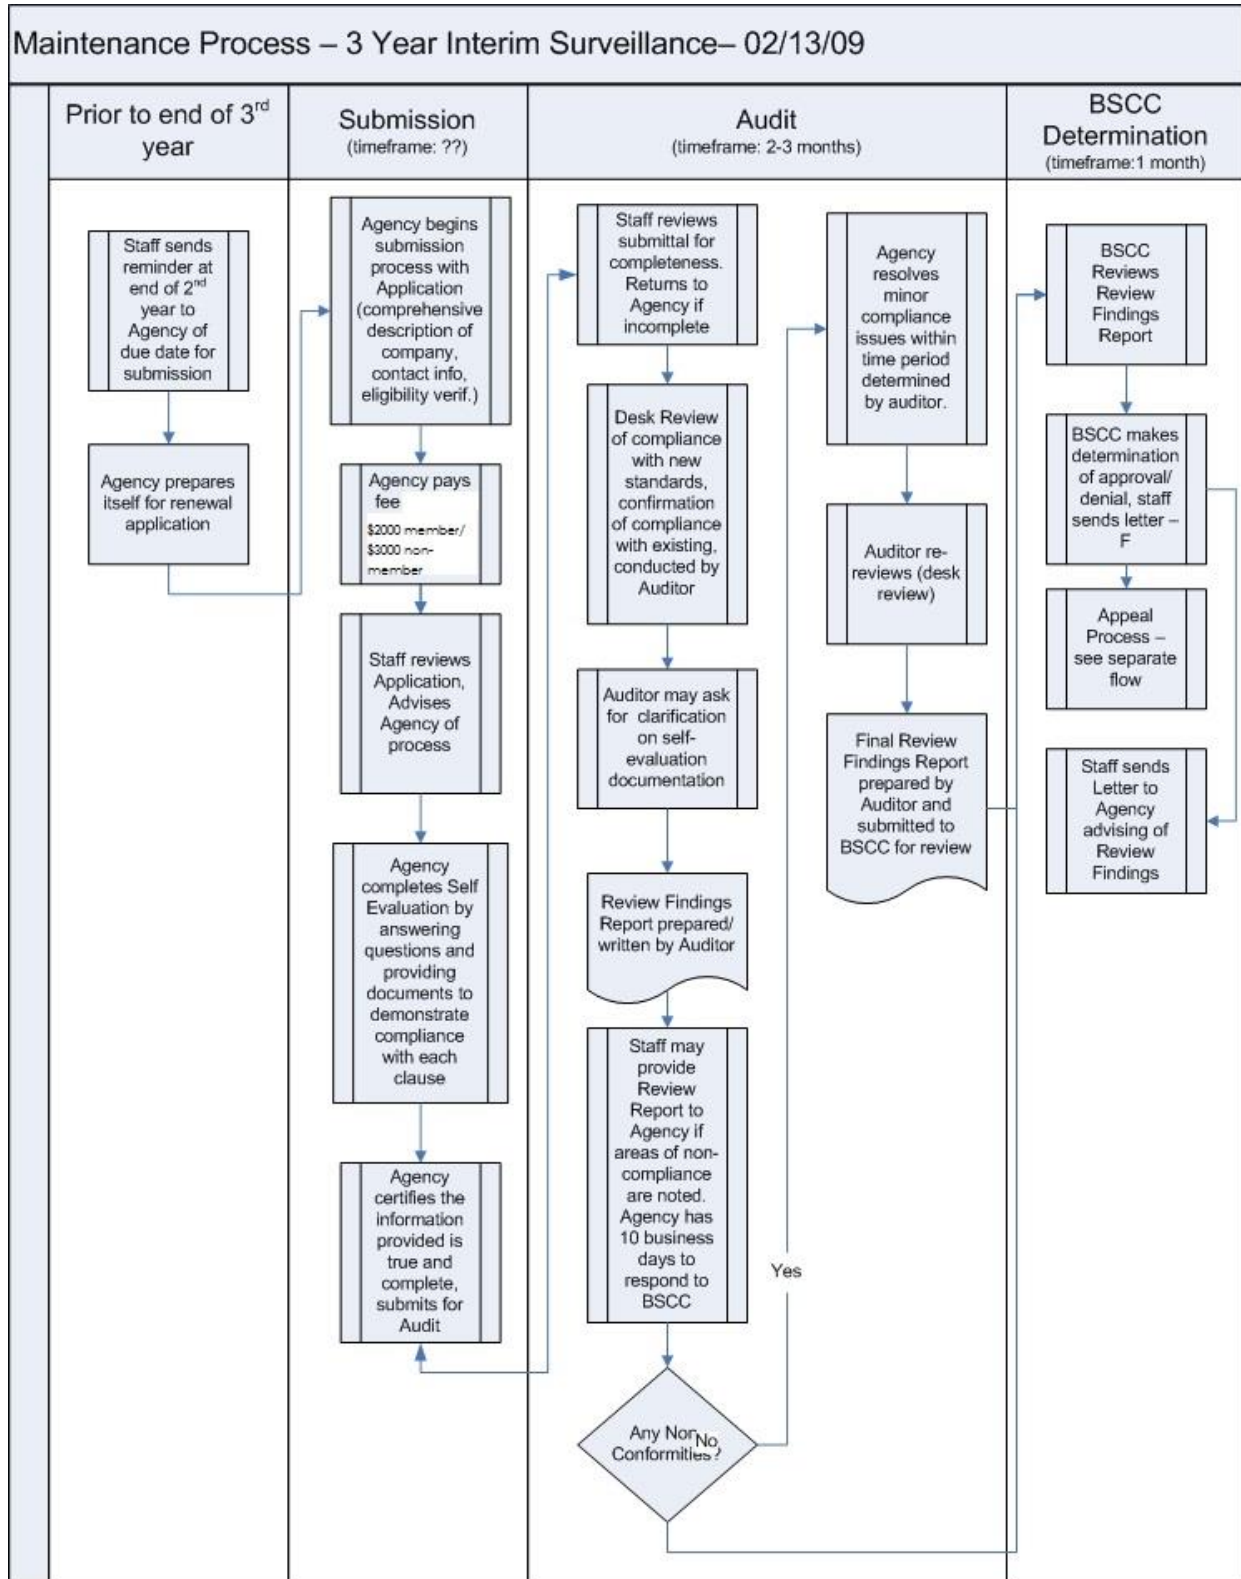 Maintenance Process – 3 Year Interim Surveillance– 02/13/09
Prior to end of 3rd
year
Submission
(timeframe: ??)
Audit
(timeframe: 2-3 months)
BSCC
Determination
(timeframe:1 month)
Staff sends
reminder at
end of 2nd
year to
Agency of
due date for
submission
Agency prepares
itself for renewal
application
Agency begins
submission
process with
Application
(comprehensive
description of
company,
contact info,
eligibility verif.)
Agency pays
fee
$2000 member/
$3000 non-
member
Staff reviews
Application,
Advises
Agency of
process
Agency
completes Self
Evaluation by
answering
questions and
providing
documents to
demonstrate
compliance
with each
clause
Agency
certifies the
information
provided is
true and
complete,
submits for
Audit
Staff reviews
submittal for
completeness.
Returns to
Agency if
incomplete
Desk Review
of compliance
with new
standards,
confirmation
of compliance
with existing,
conducted by
Auditor
Auditor may ask
for clarification
on self-
evaluation
documentation
Review Findings
Report prepared/
written by Auditor
Staff may
provide
Review
Report to
Agency if
areas of non-
compliance
are noted.
Agency has
10 business
days to
respond to
BSCC
Any Non
Conformities?
No
Yes
Agency
resolves
minor
compliance
issues within
time period
determined
by auditor.
Auditor re-
reviews (desk
review)
Final Review
Findings Report
prepared by
Auditor and
submitted to
BSCC for review
BSCC
Reviews
Review
Findings
Report
BSCC makes
determination
of approval/
denial, staff
sends letter –
F
Appeal
Process –
see separate
flow
Staff sends
Letter to
Agency
advising of
Review
Findings